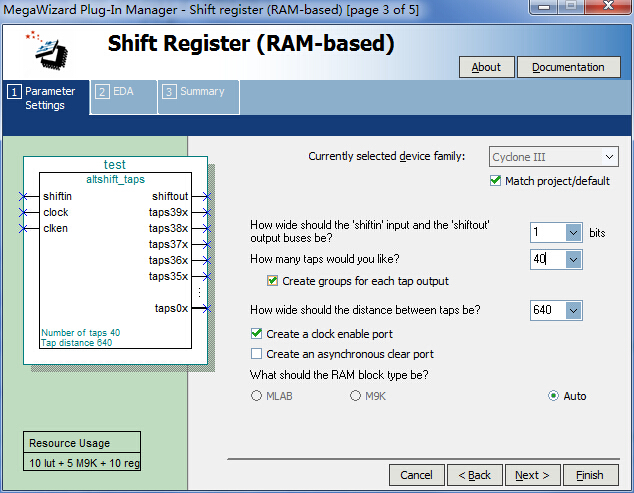 MegaWizard Plug-In Manager - Shift register (RAM-based) [page 3 of 5]
Shift Register (RAM-based)
About
Documentation
1 Parameter Settings
2 EDA
3 Summary
test
altshift_taps
shiftin
clock
clken
shiftout
taps39x
taps38x
taps37x
taps36x
taps35x
taps0x
Number of taps 40
Tap distance 640
Resource Usage
10 lut + 5 M9K + 10 reg
Currently selected device family:
Cyclone III
Match project/default
How wide should the 'shiftin' input and the 'shiftout'
output buses be?
1
bits
How many taps would you like?
40
Create groups for each tap output
How wide should the distance between taps be?
640
Create a clock enable port
Create an asynchronous clear port
What should the RAM block type be?
MLAB
M9K
Auto
Cancel
< Back
Next >
Finish